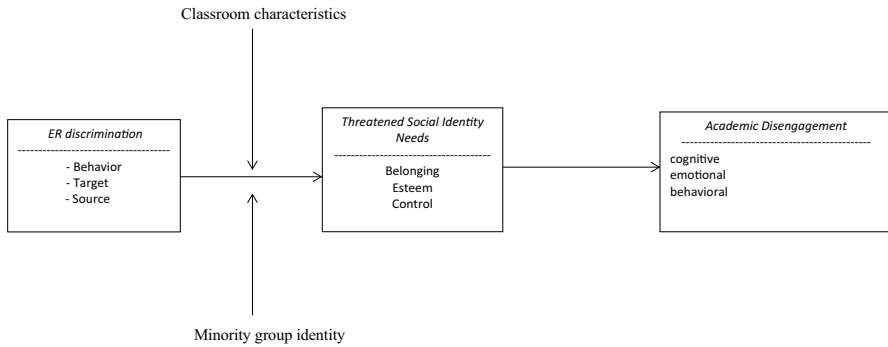 Classroom characteristics
ER discrimination
- Behavior
- Target
- Source
Threatened Social Identity
Needs
Belonging
Esteem
Control
Academic Disengagement
cognitive
emotional
behavioral
Minority group identity